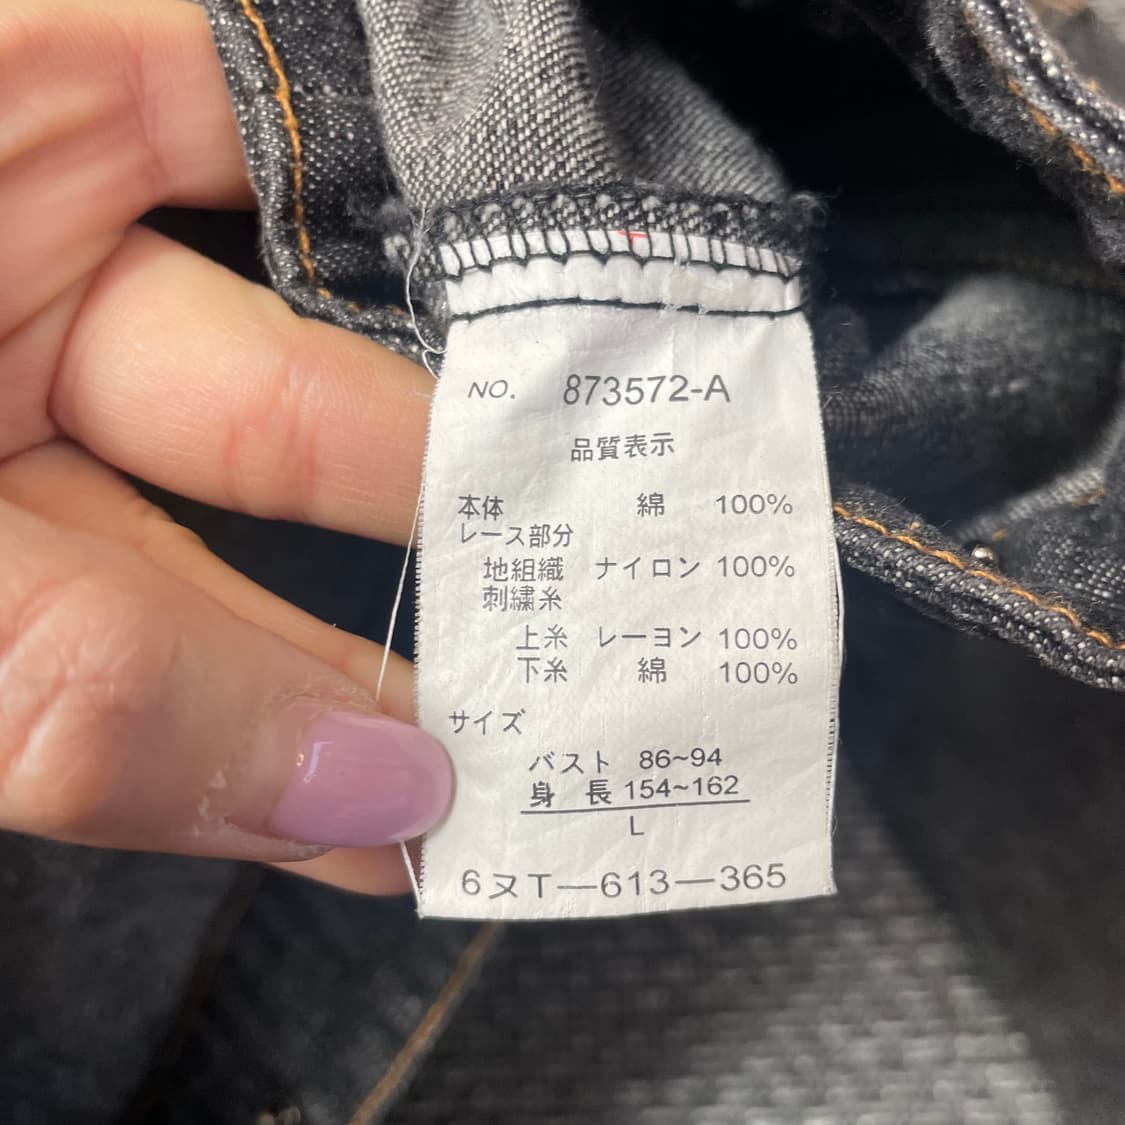 NO. 873572-A
品質表示
本体 綿 100%
レース部分
地組織 ナイロン 100%
刺繍糸
上糸 レーヨン 100%
下糸 綿 100%
サイズ
バスト 86~94
身長 154~162
L
6ヌT—613—365